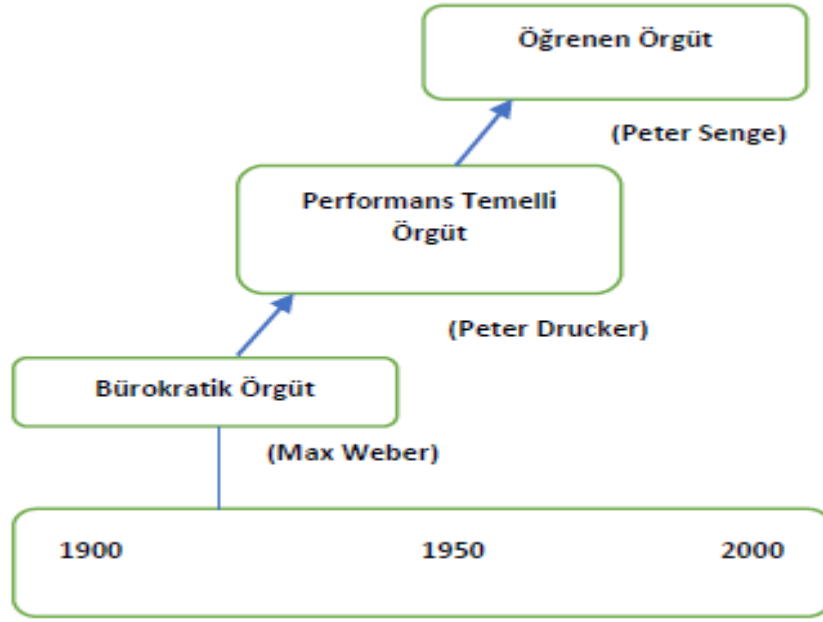 Öğrenen Örgüt
(Peter Senge)
Performans Temelli
Örgüt
(Peter Drucker)
Bürokratik Örgüt
(Max Weber)
1900 1950 2000